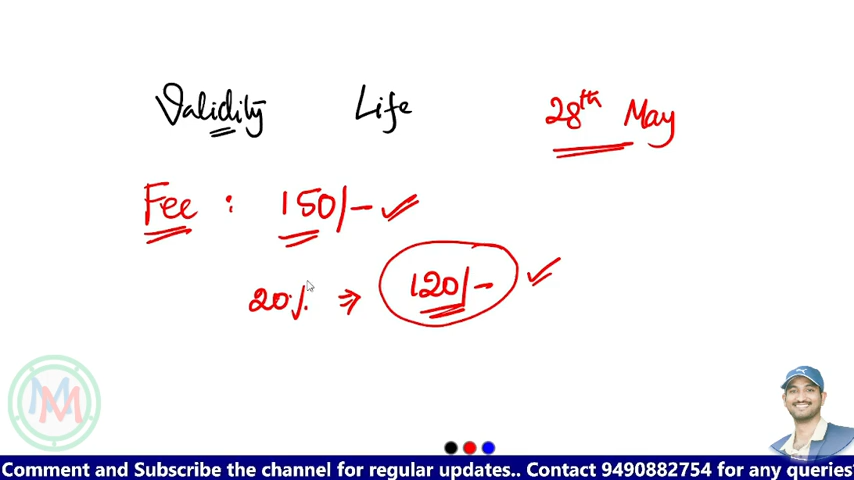 Validity Life 28th May
Fee : 150/-
20% ⇒ 120/-
MM
Comment and Subscribe the channel for regular updates.. Contact 9490882754 for any queries